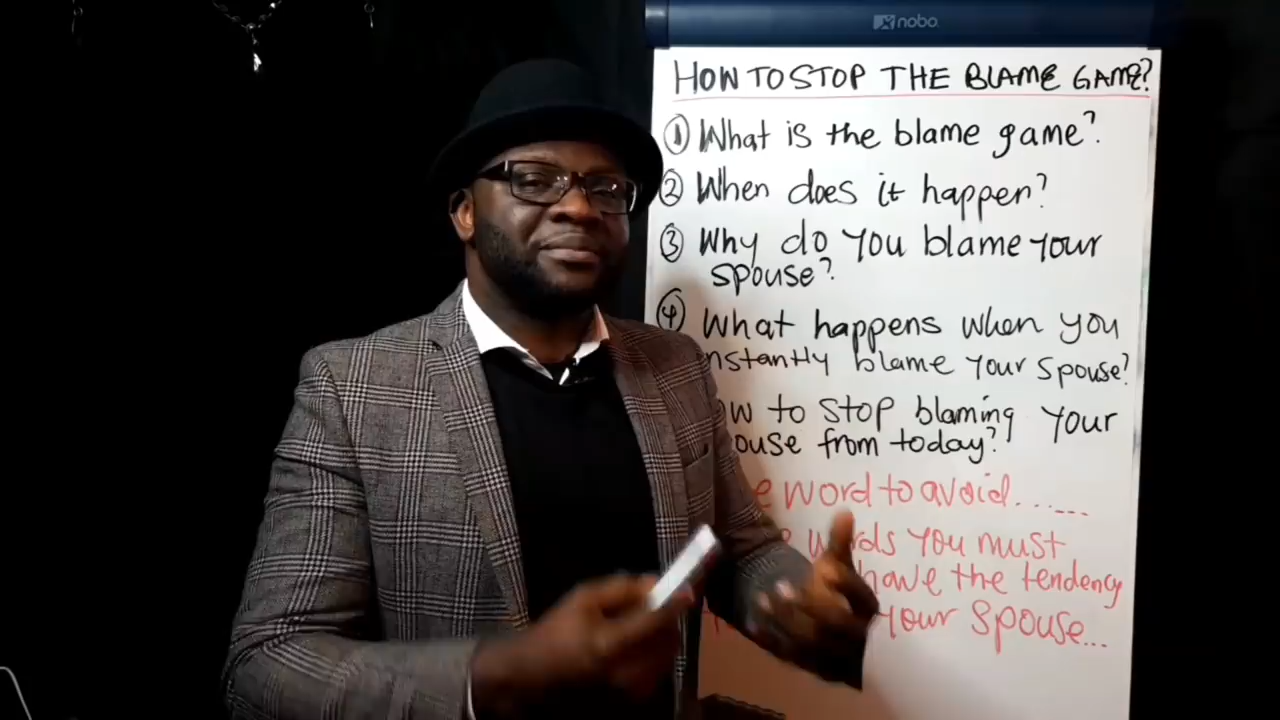 nobo
HOW TO STOP THE BLAME GAME?
① What is the blame game?
② When does it happen?
③ Why do you blame your
spouse?
④ What happens when you
nstantly blame your spouse?
ow to stop blaming your
ouse from today?
e word to avoid......
words you must
have the tendency
your spouse...